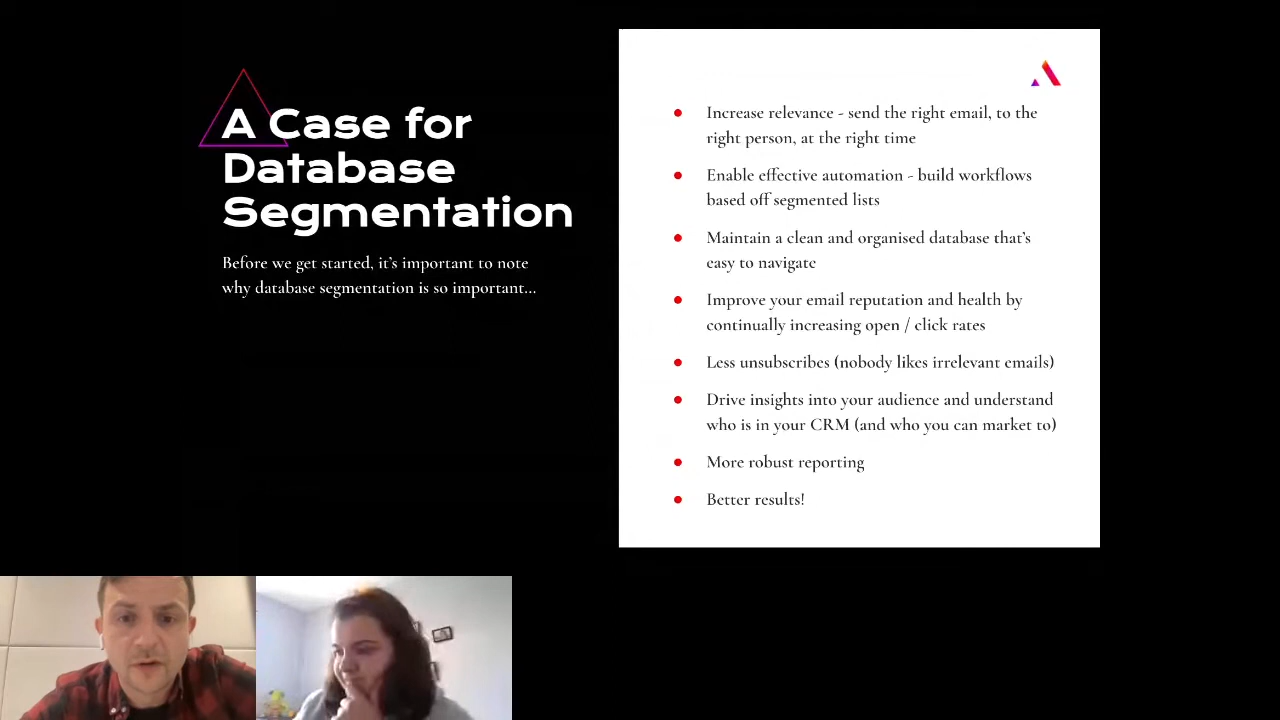 A Case for
Database
Segmentation
Before we get started, it's important to note
why database segmentation is so important...
Increase relevance - send the right email, to the
right person, at the right time
Enable effective automation - build workflows
based off segmented lists
Maintain a clean and organised database that's
easy to navigate
Improve your email reputation and health by
continually increasing open / click rates
Less unsubscribes (nobody likes irrelevant emails)
Drive insights into your audience and understand
who is in your CRM (and who you can market to)
More robust reporting
Better results!